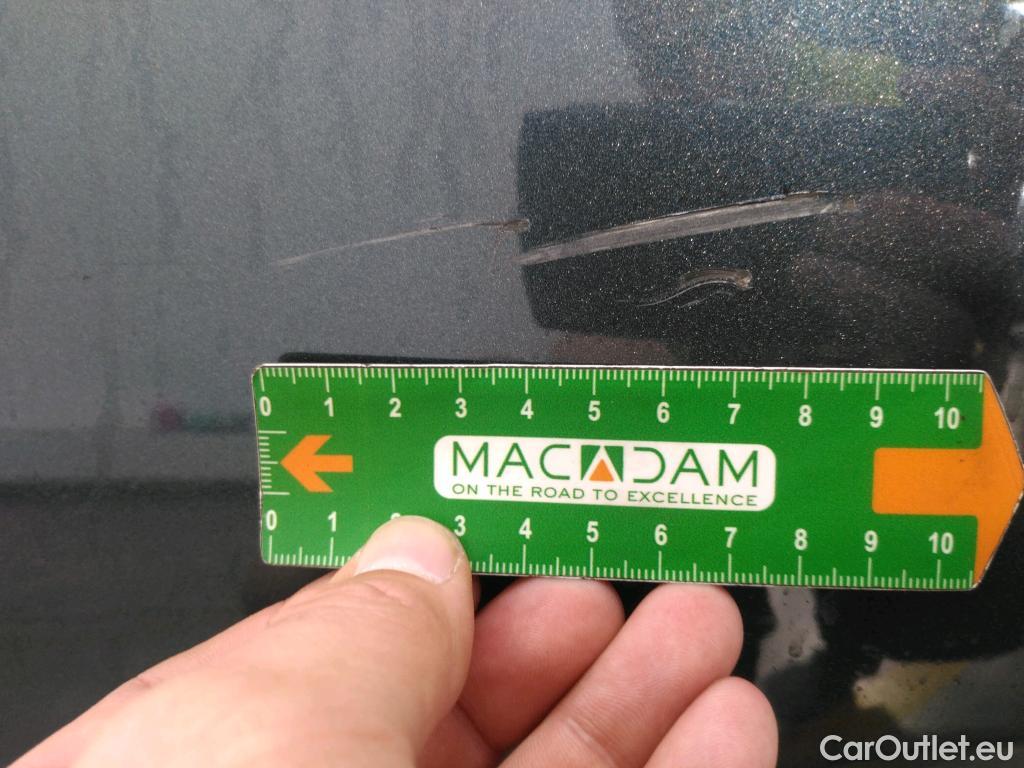 0 1 2 3 4 5 6 7 8 9 10
MACADAM
ON THE ROAD TO EXCELLENCE
0 1 2 3 4 5 6 7 8 9 10
CarOutlet.eu